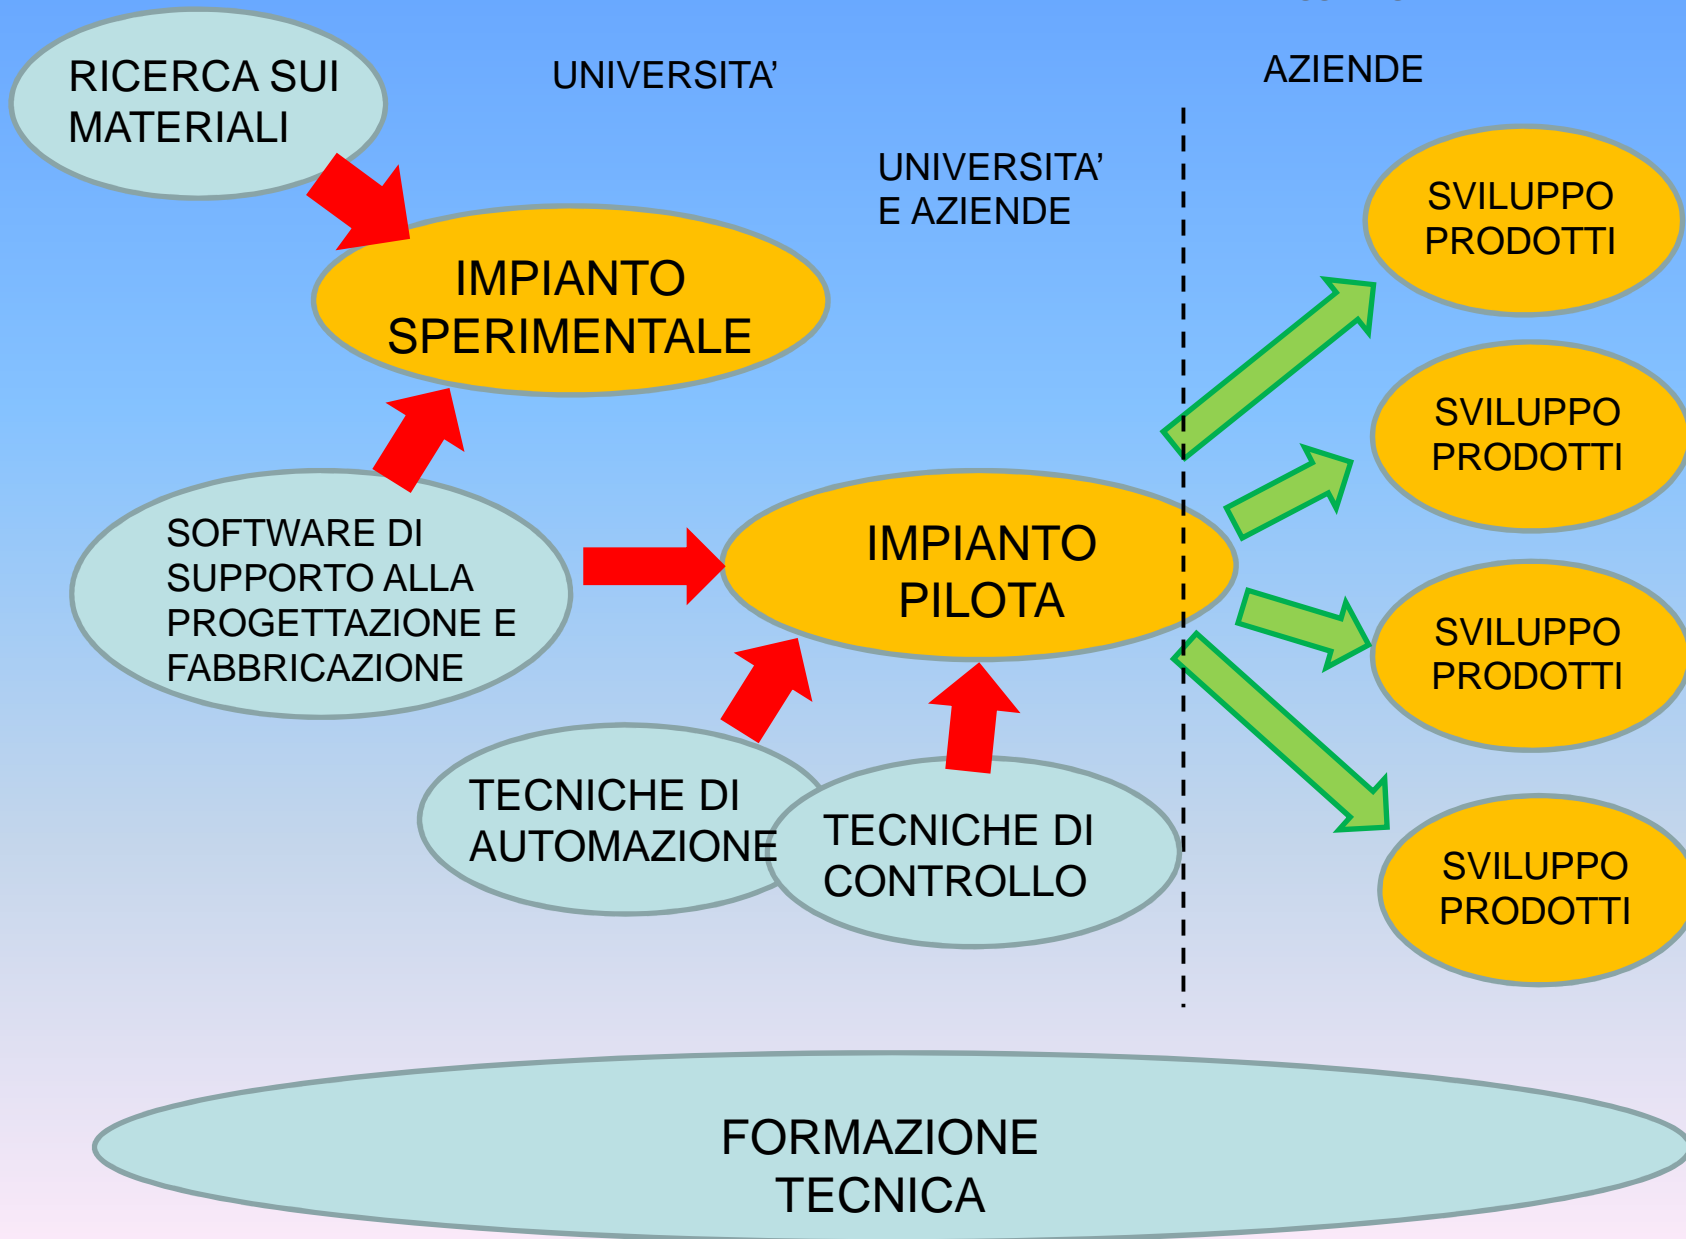 RICERCA SUI
MATERIALI
UNIVERSITA’
AZIENDE
UNIVERSITA’
E AZIENDE
SVILUPPO
PRODOTTI
IMPIANTO
SPERIMENTALE
SVILUPPO
PRODOTTI
SOFTWARE DI
SUPPORTO ALLA
PROGETTAZIONE E
FABBRICAZIONE
IMPIANTO
PILOTA
SVILUPPO
PRODOTTI
TECNICHE DI
AUTOMAZIONE
TECNICHE DI
CONTROLLO
SVILUPPO
PRODOTTI
FORMAZIONE
TECNICA